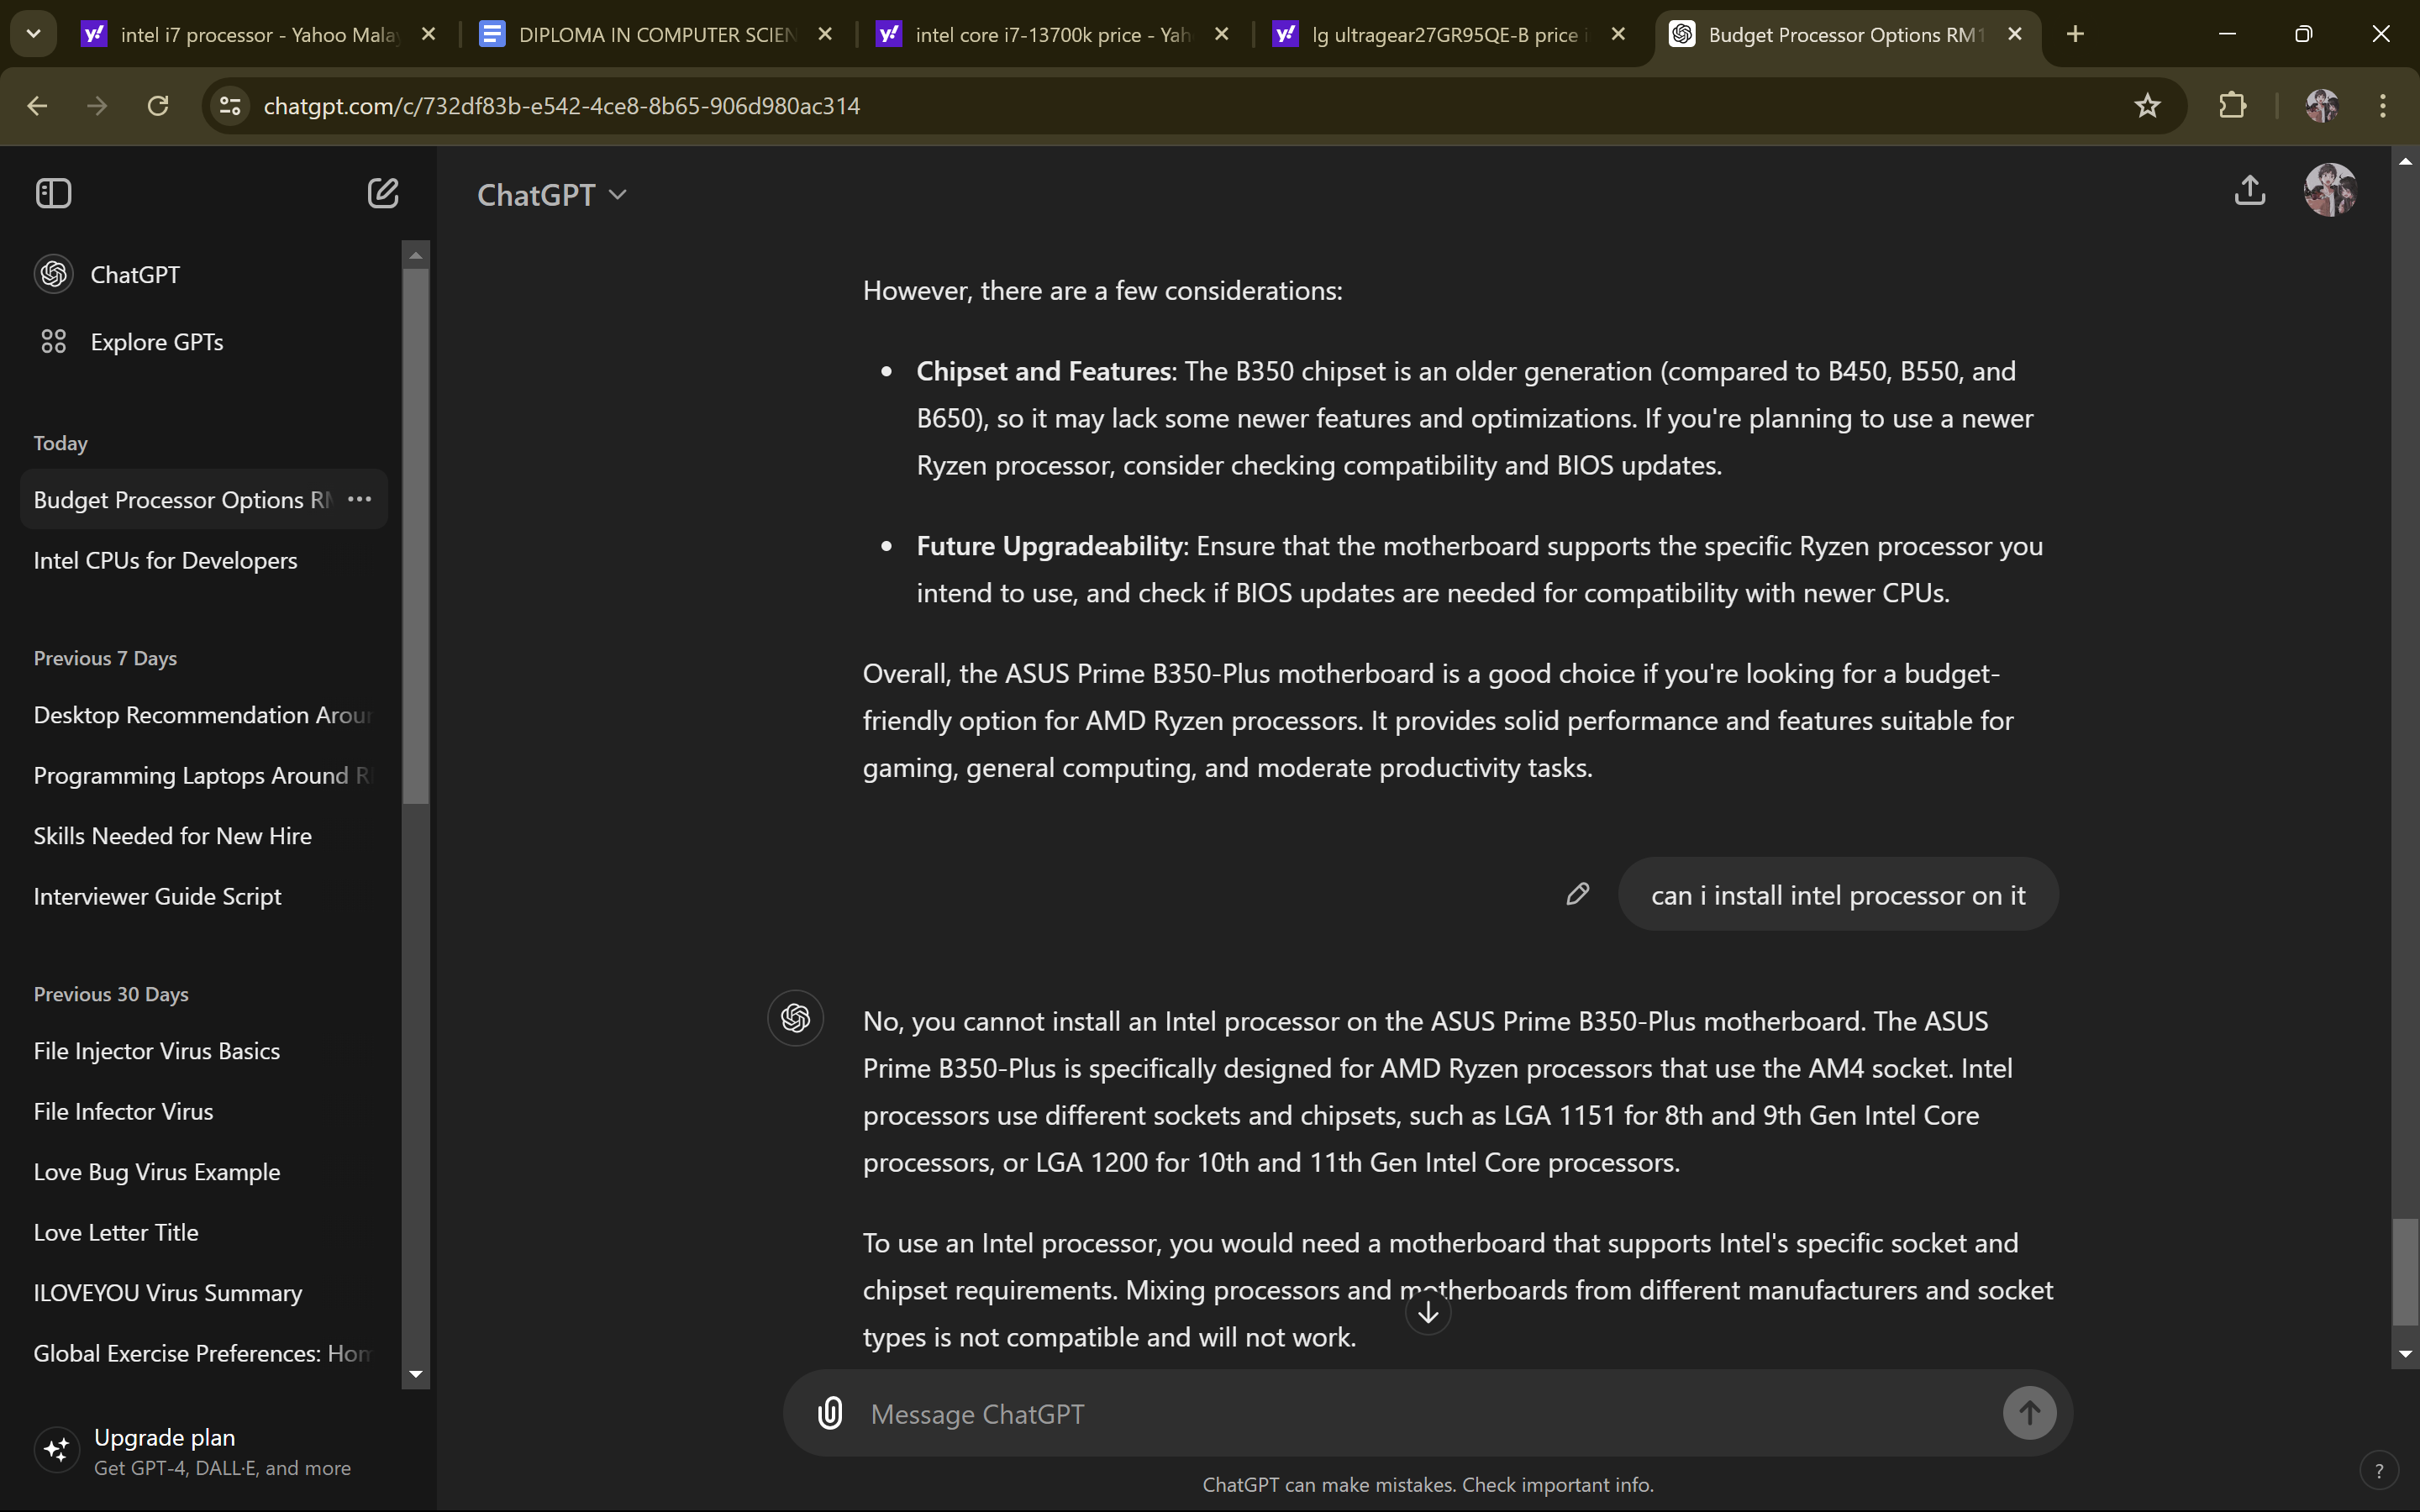 intel i7 processor - Yahoo Mala
DIPLOMA IN COMPUTER SCIEN
intel core i7-13700k price - Yah
lg ultragear27GR95QE-B price i
Budget Processor Options RM1
chatgpt.com/c/732df83b-e542-4ce8-8b65-906d980ac314
ChatGPT
Explore GPTs
Today
Budget Processor Options RM
Intel CPUs for Developers
Previous 7 Days
Desktop Recommendation Aroun
Programming Laptops Around R
Skills Needed for New Hire
Interviewer Guide Script
Previous 30 Days
File Injector Virus Basics
File Infector Virus
Love Bug Virus Example
Love Letter Title
ILOVEYOU Virus Summary
Global Exercise Preferences: Hom
Upgrade plan
Get GPT-4, DALL·E, and more
ChatGPT
However, there are a few considerations:
• Chipset and Features: The B350 chipset is an older generation (compared to B450, B550, and
B650), so it may lack some newer features and optimizations. If you're planning to use a newer
Ryzen processor, consider checking compatibility and BIOS updates.
• Future Upgradeability: Ensure that the motherboard supports the specific Ryzen processor you
intend to use, and check if BIOS updates are needed for compatibility with newer CPUs.
Overall, the ASUS Prime B350-Plus motherboard is a good choice if you're looking for a budget-
friendly option for AMD Ryzen processors. It provides solid performance and features suitable for
gaming, general computing, and moderate productivity tasks.
can i install intel processor on it
No, you cannot install an Intel processor on the ASUS Prime B350-Plus motherboard. The ASUS
Prime B350-Plus is specifically designed for AMD Ryzen processors that use the AM4 socket. Intel
processors use different sockets and chipsets, such as LGA 1151 for 8th and 9th Gen Intel Core
processors, or LGA 1200 for 10th and 11th Gen Intel Core processors.
To use an Intel processor, you would need a motherboard that supports Intel's specific socket and
chipset requirements. Mixing processors and motherboards from different manufacturers and socket
types is not compatible and will not work.
Message ChatGPT
ChatGPT can make mistakes. Check important info.
?